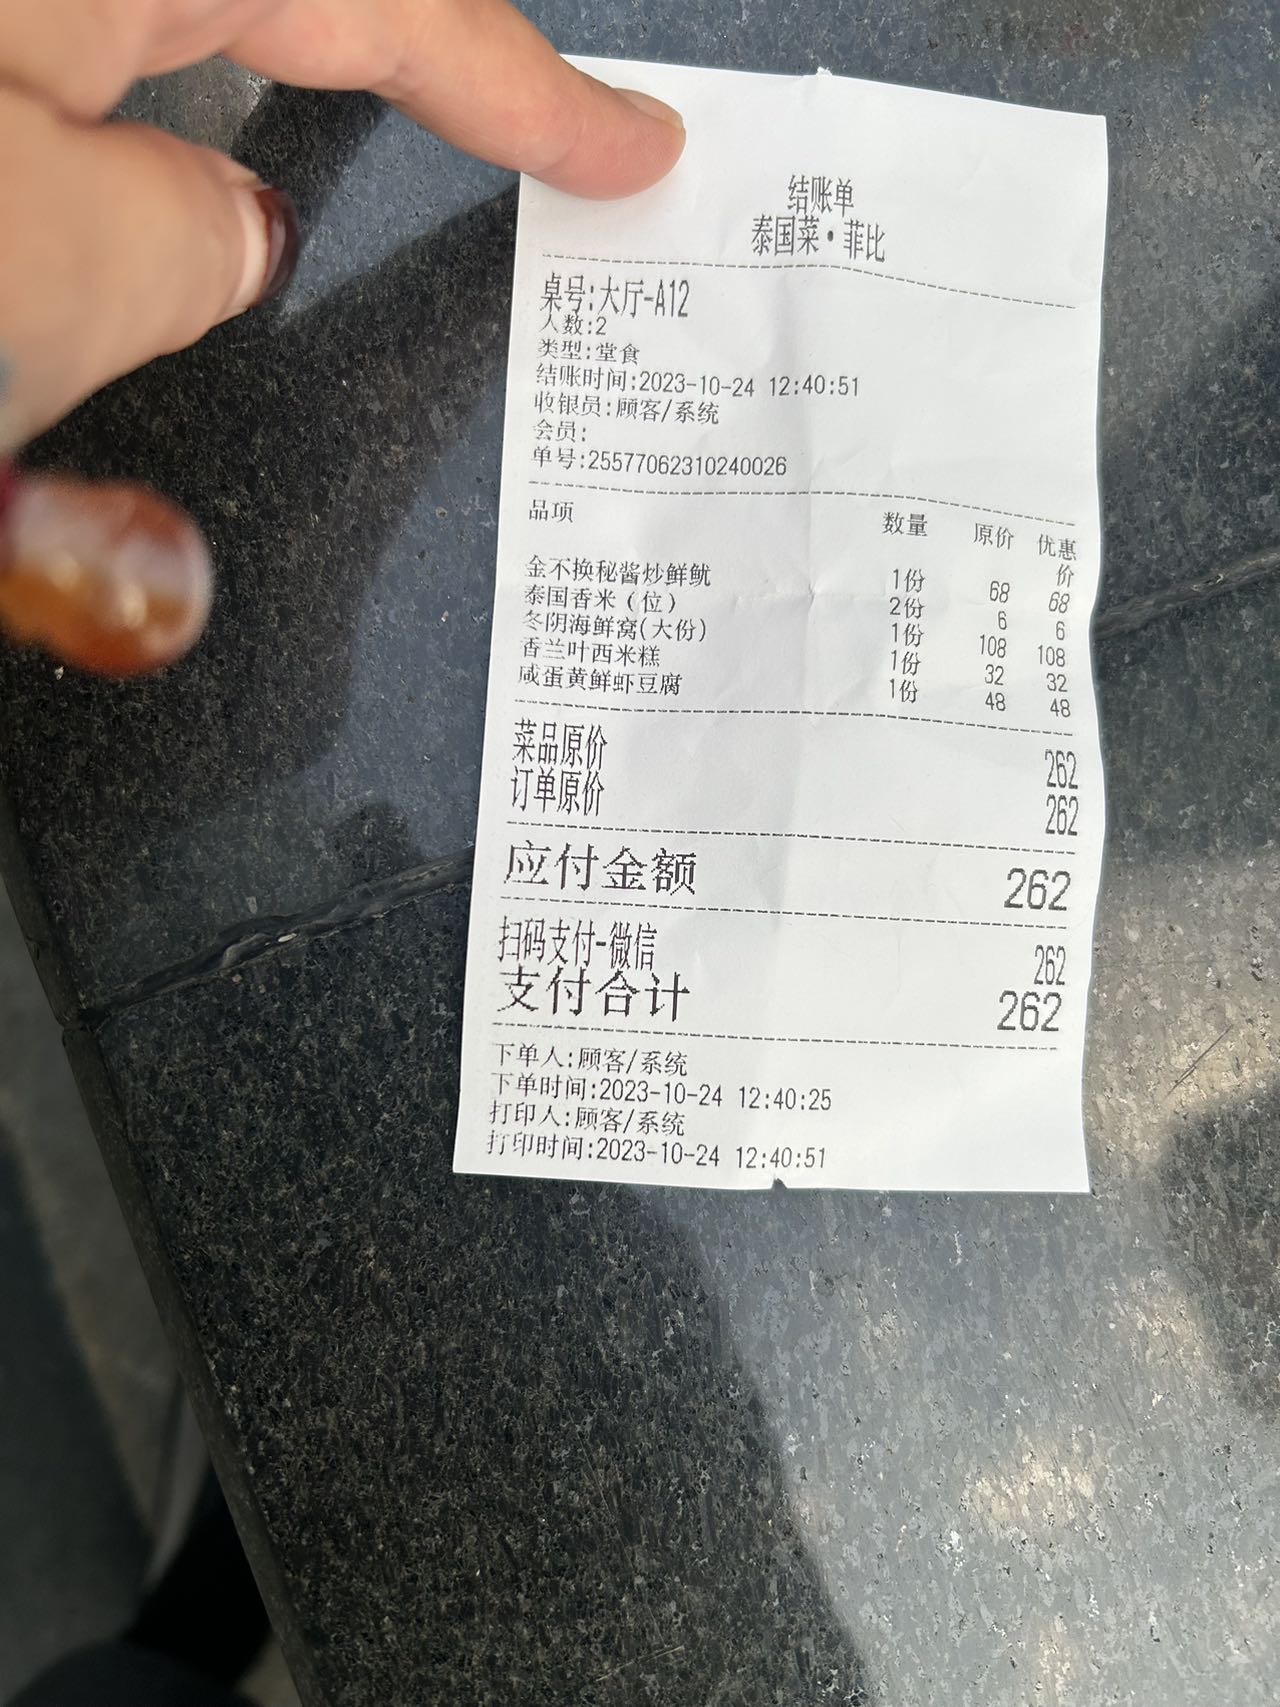 结账单
泰国菜·菲比
桌号:大厅-A12
人数:2
类型:堂食
结账时间:2023-10-24 12:40:51
收银员:顾客/系统
会员:
单号:25577062310240026
品项 数量 原价 优惠价
金不换秘酱炒鲜鱿 1份 68 68
泰国香米(位) 2份 6 6
冬阴海鲜窝(大份) 1份 108 108
香兰叶西米糕 1份 32 32
咸蛋黄鲜虾豆腐 1份 48 48
菜品原价 262
订单原价 262
应付金额 262
扫码支付-微信 262
支付合计 262
下单人:顾客/系统
下单时间:2023-10-24 12:40:25
打印人:顾客/系统
打印时间:2023-10-24 12:40:51